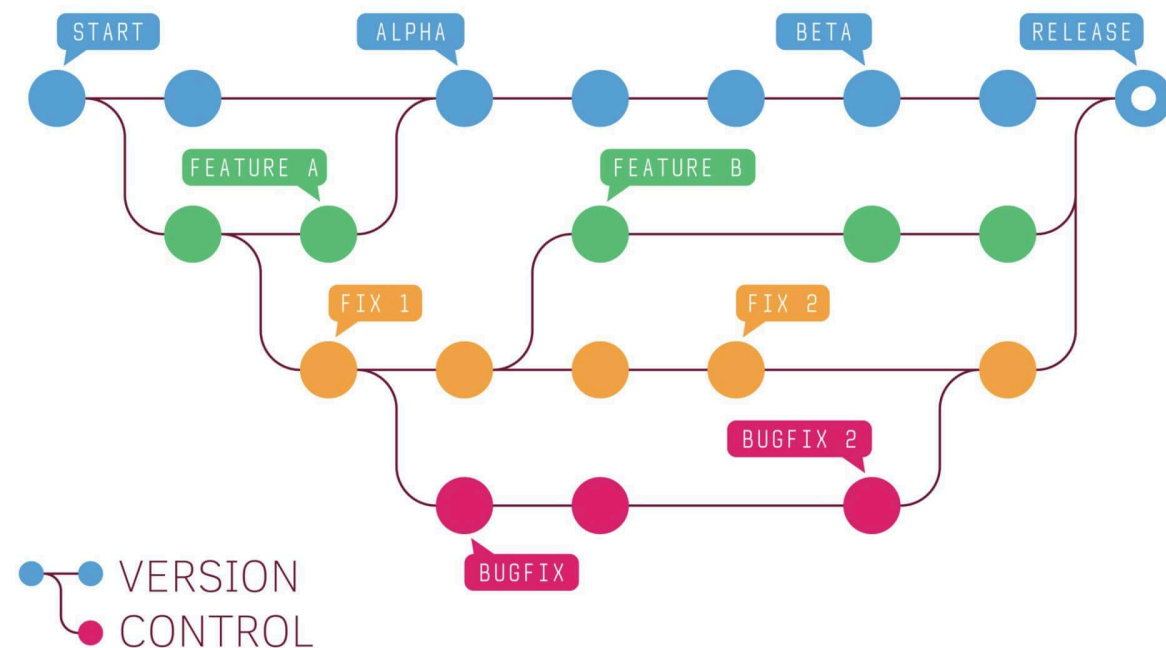 START
ALPHA
BETA
RELEASE
FEATURE A
FEATURE B
FIX 1
FIX 2
BUGFIX 2
BUGFIX
VERSION
CONTROL